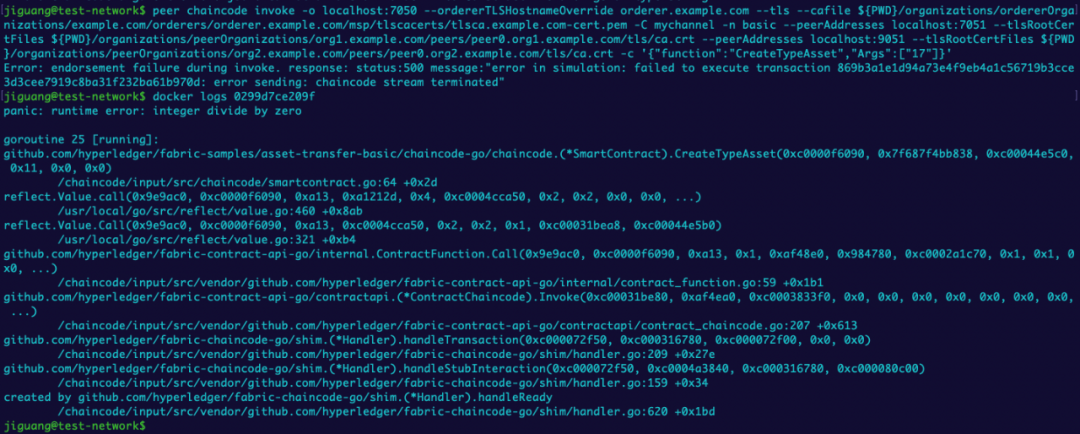 jiguang@test-network$ peer chaincode invoke -o localhost:7050 --ordererTLSHostnameOverride orderer.example.com --tls --cafile ${PWD}/organizations/ordererOrga
nizations/example.com/orderers/orderer.example.com/msp/tlscacerts/tlsca.example.com-cert.pem -C mychannel -n basic --peerAddresses localhost:7051 --tlsRootCer
tFiles ${PWD}/organizations/peerOrganizations/org1.example.com/peers/peer0.org1.example.com/tls/ca.crt --peerAddresses localhost:9051 --tlsRootCertFiles ${PWD
}/organizations/peerOrganizations/org2.example.com/peers/peer0.org2.example.com/tls/ca.crt -c '{"function":"CreateTypeAsset","Args":["17"]}'
Error: endorsement failure during invoke. response: status:500 message:"error in simulation: failed to execute transaction 869b3a1e1d94a73e4f9eb4a1c56719b3cce
3d3cee7919c8ba31f232ba61b970d: error sending: chaincode stream terminated"
jiguang@test-network$ docker logs 0299d7ce209f
panic: runtime error: integer divide by zero

goroutine 25 [running]:
github.com/hyperledger/fabric-samples/asset-transfer-basic/chaincode-go/chaincode.(*SmartContract).CreateTypeAsset(0xc0000f6090, 0x7f687f4bb838, 0xc00044e5c0,
 0x11, 0x0, 0x0)
/chaincode/input/src/chaincode/smartcontract.go:64 +0x2d
reflect.Value.call(0x9e9ac0, 0xc0000f6090, 0xa13, 0xa1212d, 0x4, 0xc0004cca50, 0x2, 0x2, 0x0, 0x0, ...)
/usr/local/go/src/reflect/value.go:460 +0x8ab
reflect.Value.Call(0x9e9ac0, 0xc0000f6090, 0xa13, 0xc0004cca50, 0x2, 0x2, 0x1, 0xc00031bea8, 0xc00044e5b0)
/usr/local/go/src/reflect/value.go:321 +0xb4
github.com/hyperledger/fabric-contract-api-go/internal.ContractFunction.Call(0x9e9ac0, 0xc0000f6090, 0xa13, 0x1, 0xaf48e0, 0x984780, 0xc0002a1c70, 0x1, 0x1, 0
x0, ...)
/chaincode/input/src/vendor/github.com/hyperledger/fabric-contract-api-go/internal/contract_function.go:59 +0x1b1
github.com/hyperledger/fabric-contract-api-go/contractapi.(*ContractChaincode).Invoke(0xc00031be80, 0xaf4ea0, 0xc0003833f0, 0x0, 0x0, 0x0, 0x0, 0x0, 0x0, 0x0,
 ...)
/chaincode/input/src/vendor/github.com/hyperledger/fabric-contract-api-go/contractapi/contract_chaincode.go:207 +0x613
github.com/hyperledger/fabric-chaincode-go/shim.(*Handler).handleTransaction(0xc000072f50, 0xc000316780, 0xc000072f00, 0x0, 0x0)
/chaincode/input/src/vendor/github.com/hyperledger/fabric-chaincode-go/shim/handler.go:209 +0x27e
github.com/hyperledger/fabric-chaincode-go/shim.(*Handler).handleStubInteraction(0xc000072f50, 0xc0004a3840, 0xc000316780, 0xc000080c00)
/chaincode/input/src/vendor/github.com/hyperledger/fabric-chaincode-go/shim/handler.go:159 +0x34
created by github.com/hyperledger/fabric-chaincode-go/shim.(*Handler).handleReady
/chaincode/input/src/vendor/github.com/hyperledger/fabric-chaincode-go/shim/handler.go:620 +0x1bd
jiguang@test-network$